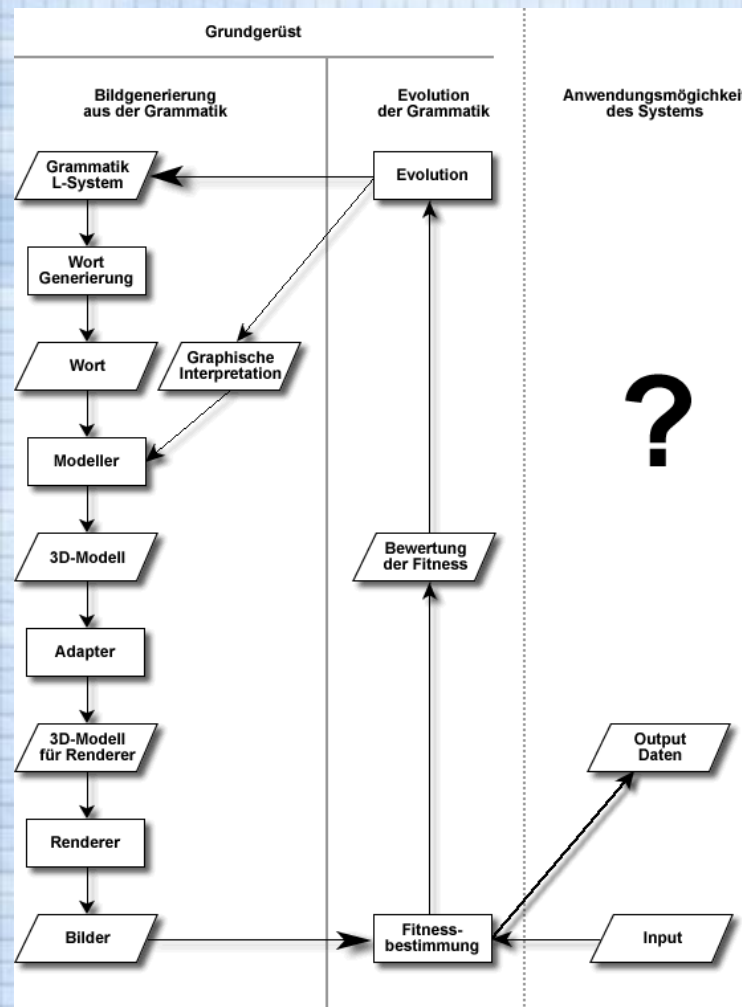 Grundgerüst
Bildgenerierung
aus der Grammatik
Evolution
der Grammatik
Anwendungsmögichkeit
des Systems
Grammatik
L-System
Evolution
Wort
Generierung
Wort
Graphische
Interpretation
?
Modeller
3D-Modell
Bewertung
der Fitness
Adapter
3D-Modell
für Renderer
Output
Daten
Renderer
Bilder
Fitness-
bestimmung
Input